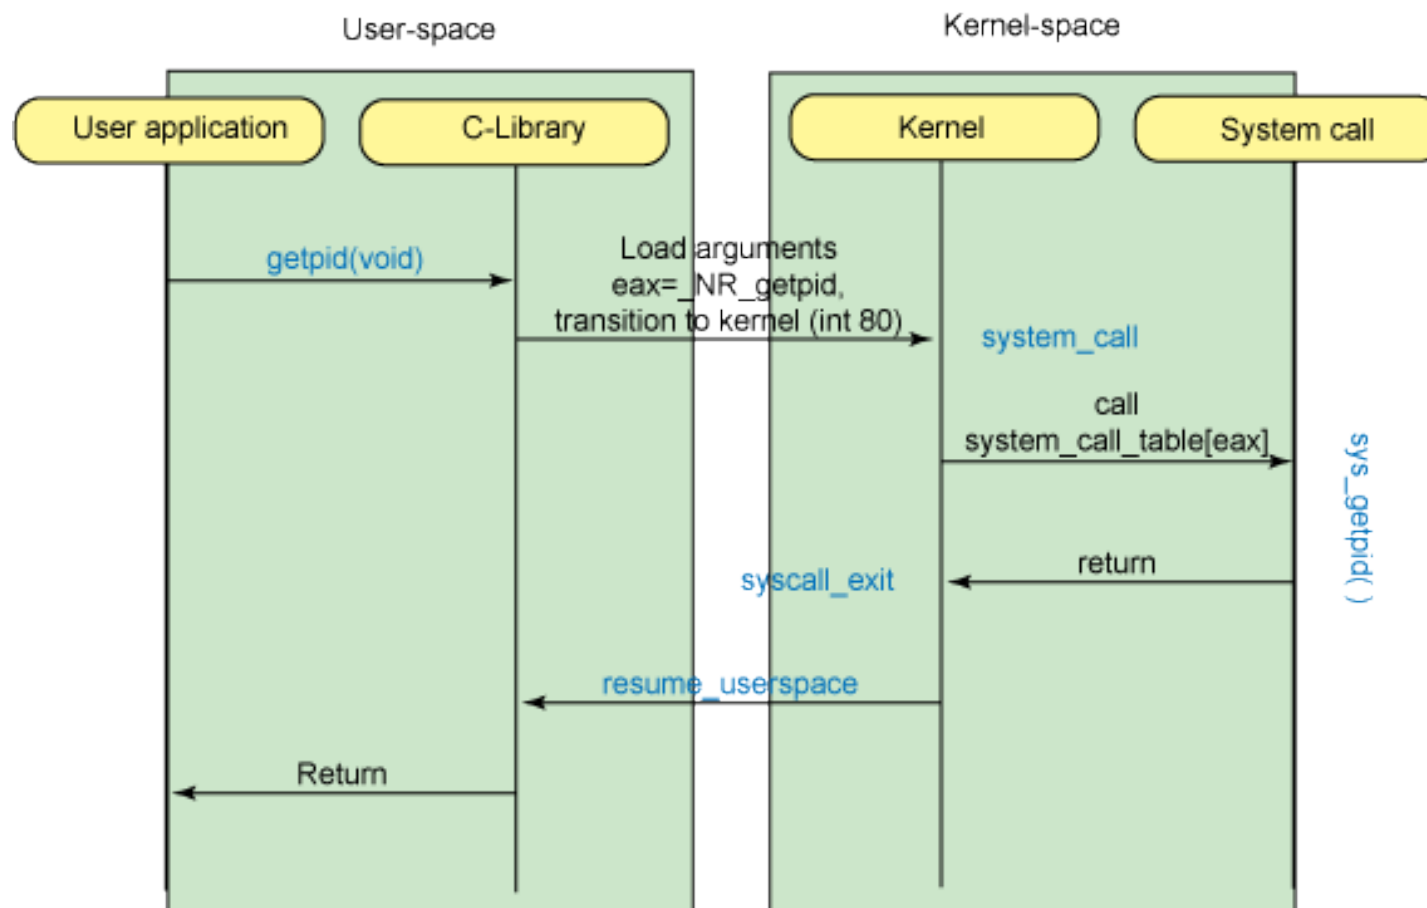 User-space
Kernel-space
User application
C-Library
Kernel
System call
getpid(void)
Load arguments
eax=_NR_getpid,
transition to kernel (int 80)
system_call
call
system_call_table[eax]
sys_getpid( )
return
syscall_exit
resume_userspace
Return